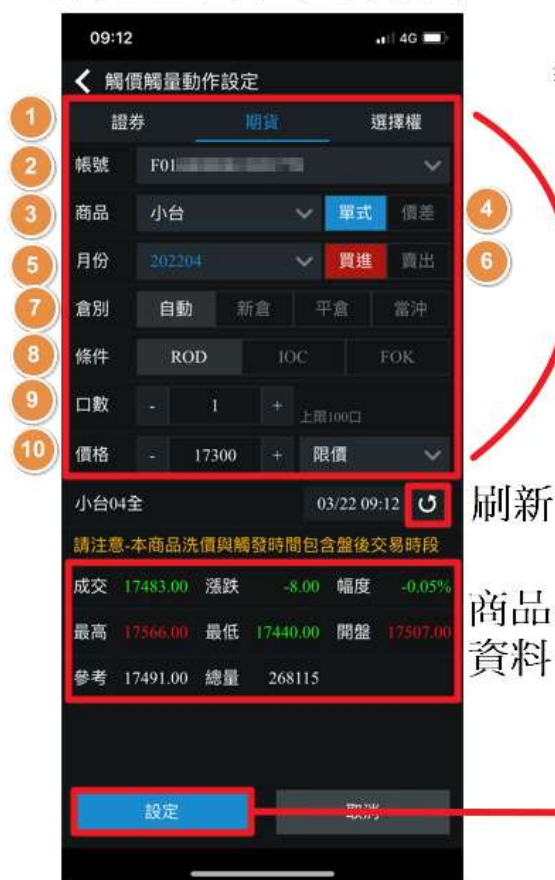 09:12 4G
觸價觸量動作設定
1 證券 期貨 選擇權
2 帳號 F01
3 商品 小台 單式 價差 4
5 月份 202204 買進 賣出 6
7 倉別 自動 新倉 平倉 當沖
8 條件 ROD IOC FOK
9 口數 - 1 + 上限100口
10 價格 - 17300 + 限價
小台04全 03/22 09:12 刷新
請注意-本商品洗價與觸發時間包含盤後交易時段
成交 17483.00 漲跌 -8.00 幅度 -0.05%
最高 17566.00 最低 17440.00 開盤 17507.00
參考 17491.00 總量 268115
商品
資料
設定 取消